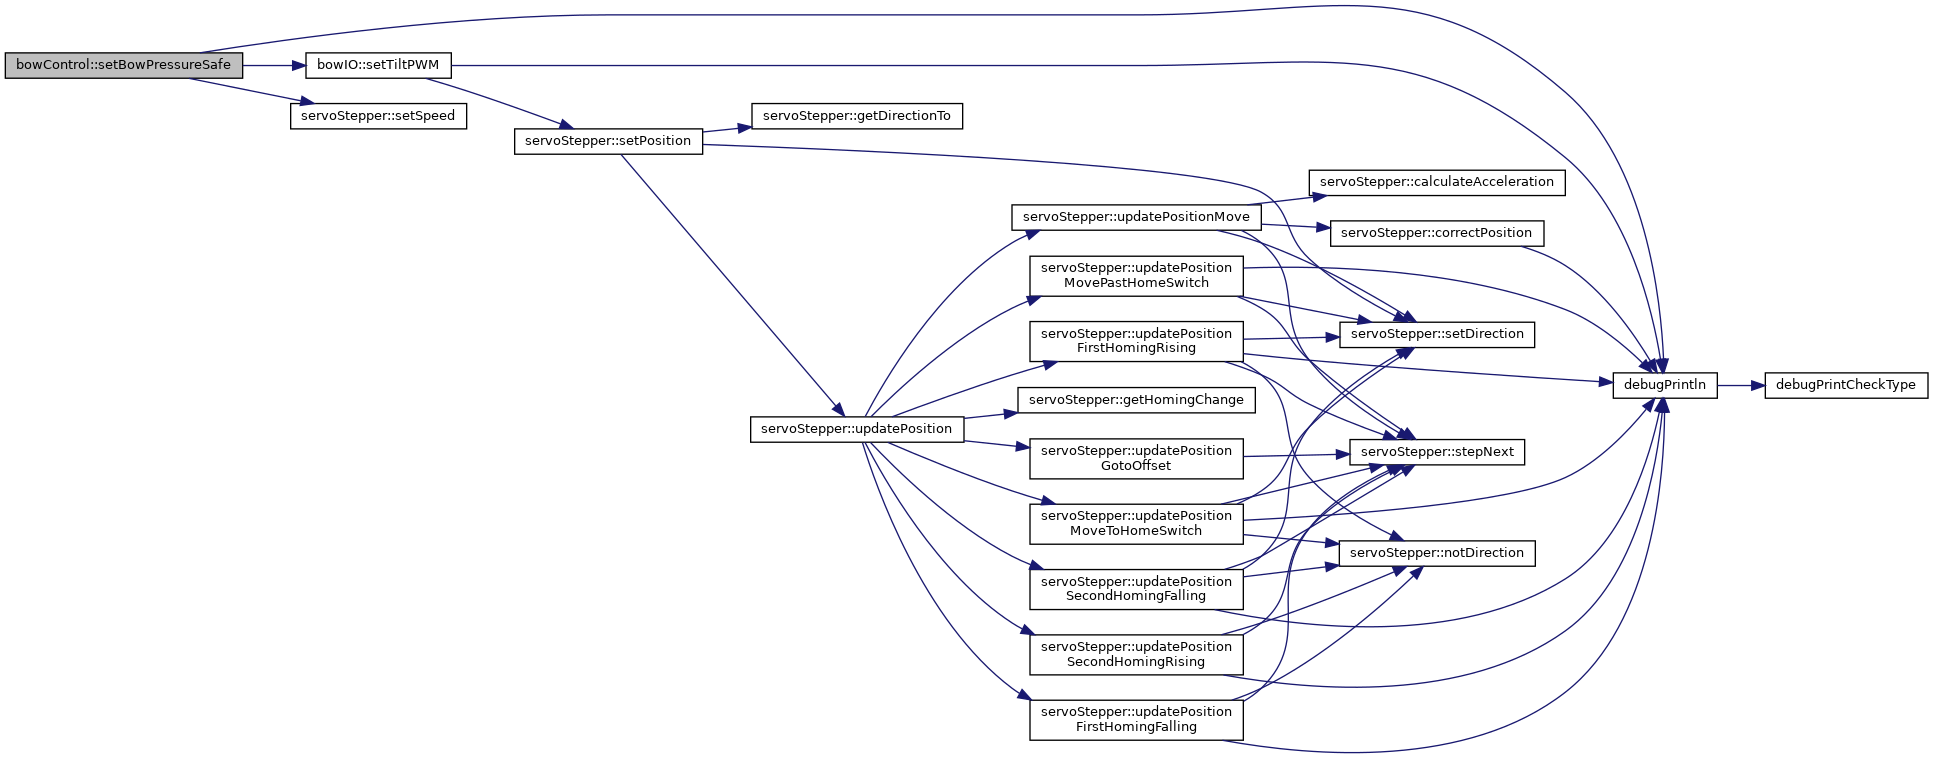 bowControl::setBowPressureSafe
bowIO::setTiltPWM
servoStepper::setSpeed
servoStepper::setPosition
servoStepper::getDirectionTo
servoStepper::updatePosition
servoStepper::updatePositionMove
servoStepper::updatePosition
MovePastHomeSwitch
servoStepper::updatePosition
FirstHomingRising
servoStepper::getHomingChange
servoStepper::updatePosition
GotoOffset
servoStepper::updatePosition
MoveToHomeSwitch
servoStepper::updatePosition
SecondHomingFalling
servoStepper::updatePosition
SecondHomingRising
servoStepper::updatePosition
FirstHomingFalling
servoStepper::calculateAcceleration
servoStepper::correctPosition
servoStepper::setDirection
servoStepper::stepNext
servoStepper::notDirection
debugPrintln
debugPrintCheckType